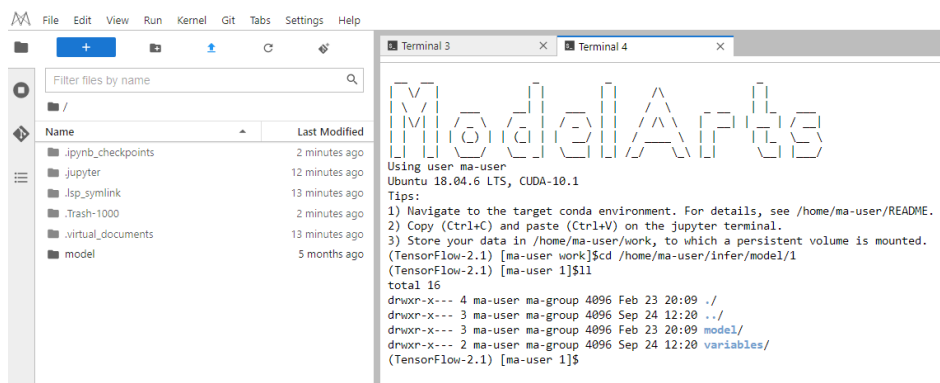 File Edit View Run Kernel Git Tabs Settings Help
+
Filter files by name
/
Name Last Modified
.ipynb_checkpoints 2 minutes ago
.jupyter 12 minutes ago
.lsp_symlink 13 minutes ago
.Trash-1000 2 minutes ago
.virtual_documents 13 minutes ago
model 5 months ago
Terminal 3
Terminal 4
ModelArts
Using user ma-user
Ubuntu 18.04.6 LTS, CUDA-10.1
Tips:
1) Navigate to the target conda environment. For details, see /home/ma-user/README.
2) Copy (Ctrl+C) and paste (Ctrl+V) on the jupyter terminal.
3) Store your data in /home/ma-user/work, to which a persistent volume is mounted.
(TensorFlow-2.1) [ma-user work]$cd /home/ma-user/infer/model/1
(TensorFlow-2.1) [ma-user 1]$ll
total 16
drwxr-x--- 4 ma-user ma-group 4096 Feb 23 20:09 ./
drwxr-x--- 3 ma-user ma-group 4096 Sep 24 12:20 ../
drwxr-x--- 3 ma-user ma-group 4096 Feb 23 20:09 model/
drwxr-x--- 2 ma-user ma-group 4096 Sep 24 12:20 variables/
(TensorFlow-2.1) [ma-user 1]$